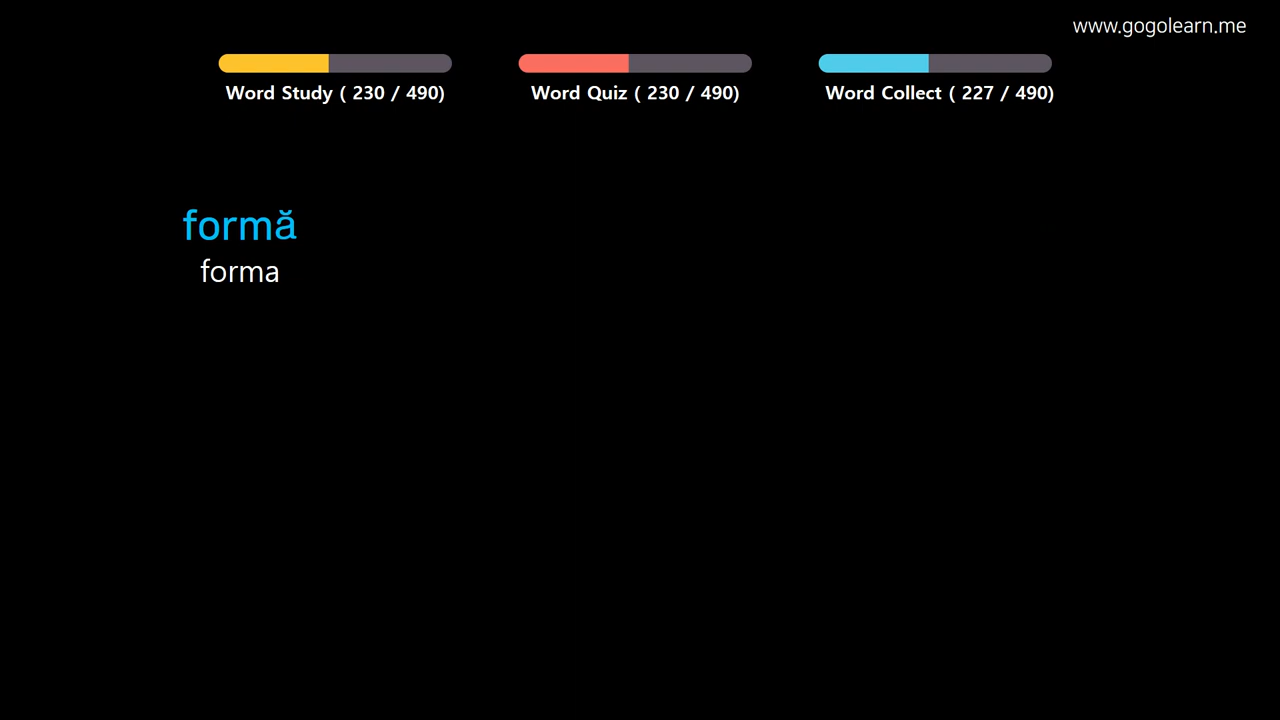 www.gogolearn.me
Word Study ( 230 / 490)
Word Quiz ( 230 / 490)
Word Collect ( 227 / 490)
formă
forma